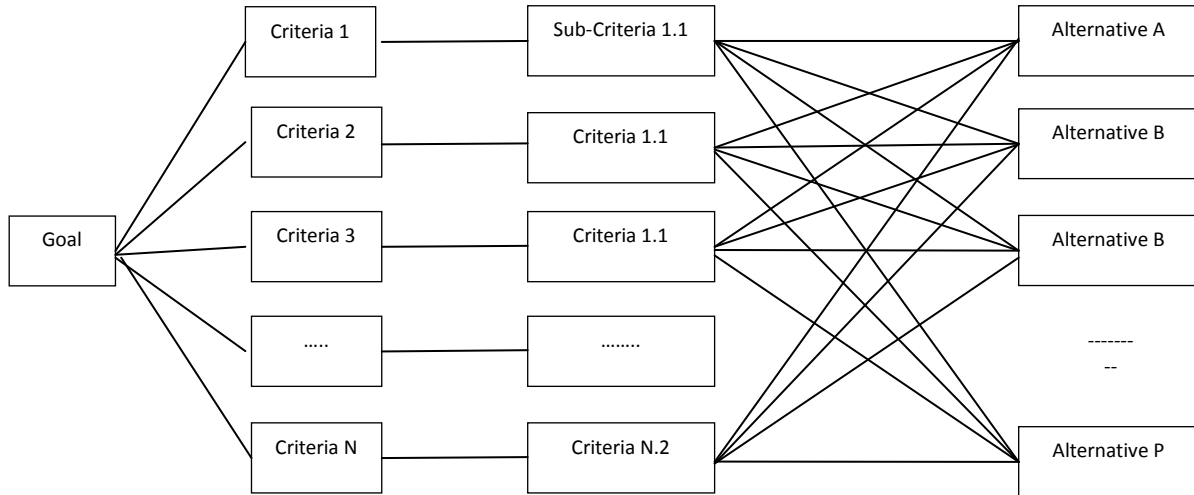 Criteria 1
Sub-Criteria 1.1
Alternative A
Criteria 2
Criteria 1.1
Alternative B
Goal
Criteria 3
Criteria 1.1
Alternative B
…..
……..
-------
--
Criteria N
Criteria N.2
Alternative P